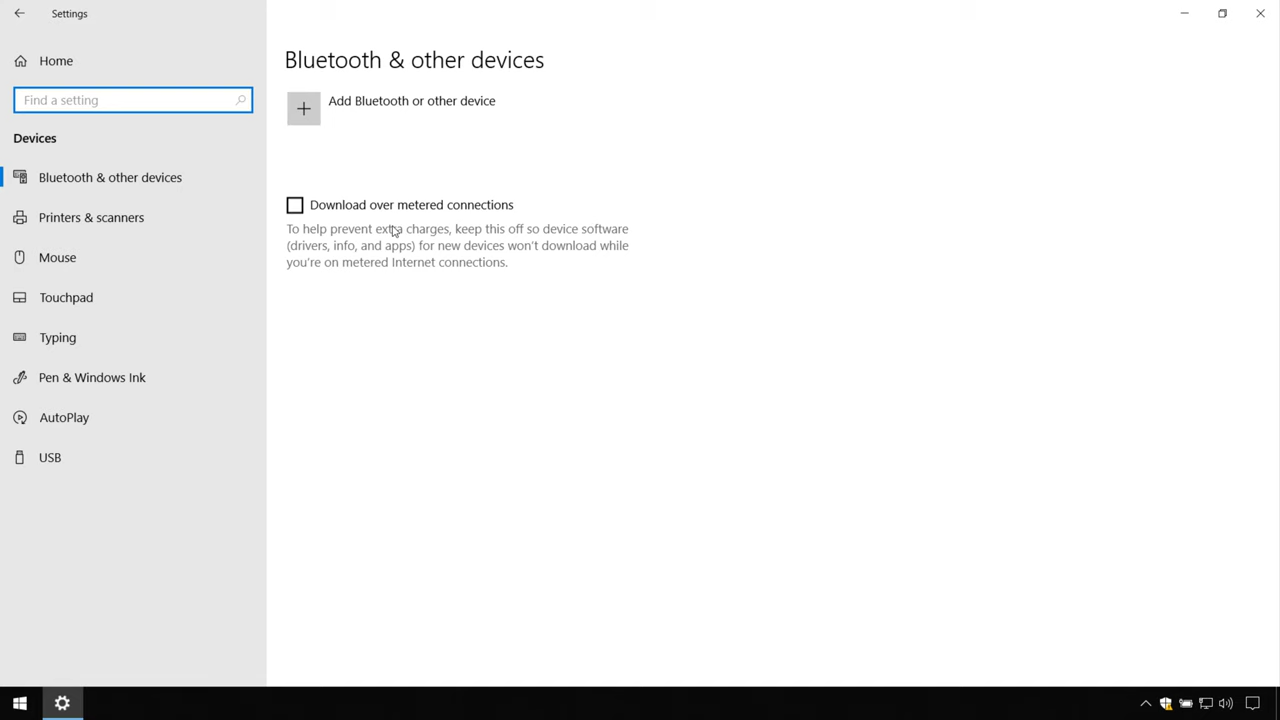 Settings
Home
Find a setting
Devices
Bluetooth & other devices
Printers & scanners
Mouse
Touchpad
Typing
Pen & Windows Ink
AutoPlay
USB
Bluetooth & other devices
Add Bluetooth or other device
Download over metered connections
To help prevent extra charges, keep this off so device software
(drivers, info, and apps) for new devices won't download while
you're on metered Internet connections.